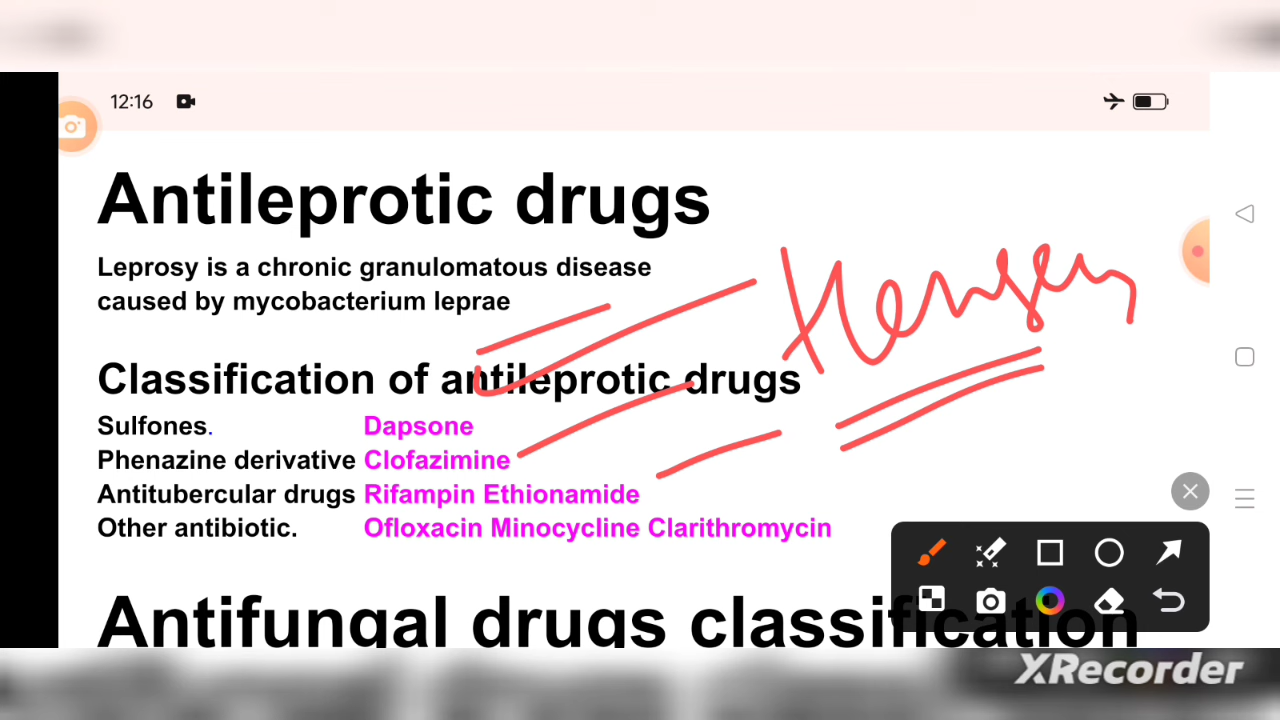 12:16
Antileprotic drugs
Leprosy is a chronic granulomatous disease
caused by mycobacterium leprae
Hensen
Classification of antileprotic drugs
Sulfones. Dapsone
Phenazine derivative Clofazimine
Antitubercular drugs Rifampin Ethionamide
Other antibiotic. Ofloxacin Minocycline Clarithromycin
Antifungal drugs classification
XRecorder